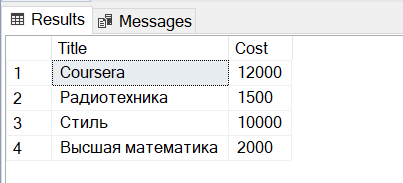 Results Messages
Title Cost
1 Coursera 12000
2 Радиотехника 1500
3 Стиль 10000
4 Высшая математика 2000